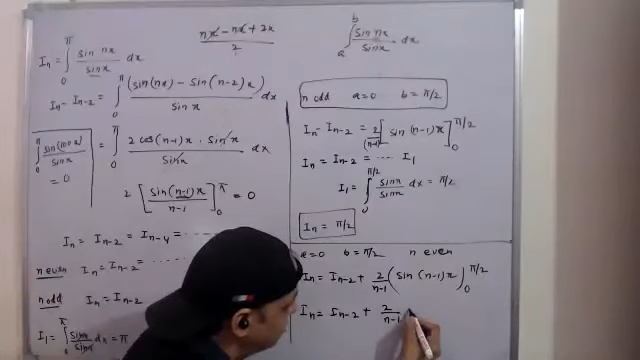 I_n = ∫_0^π sin nx / sin x dx
I_n - I_{n-2} = ∫_0^π (sin(nx) - sin(n-2)x) / sin x dx
= ∫_0^π 2 cos(n-1)x . sin x / sin x dx
2 [ sin(n-1)x / n-1 ]_0^π = 0
∫_0^π sin(100x) / sin x
= 0
I_n = I_{n-2} = I_{n-4} = ....
n even I_n = I_{n-2} = ......
n odd I_n = I_{n-2}
I_1 = ∫_0^π sin x / sin x dx = π
nx - nx + 2x / 2
∫_a^b sin nx / sin x dx
n odd a=0 b = π/2
I_n - I_{n-2} = 2/(n-1) [ sin(n-1)x ]_0^{π/2}
I_n = I_{n-2} = .... I_1
I_1 = ∫_0^{π/2} sin x / sin x dx = π/2
I_n = π/2
a=0 b = π/2 n even
I_n = I_{n-2} + 2/n-1 ( sin (n-1)x )_0^{π/2}
I_n = I_{n-2} + 2/n-1